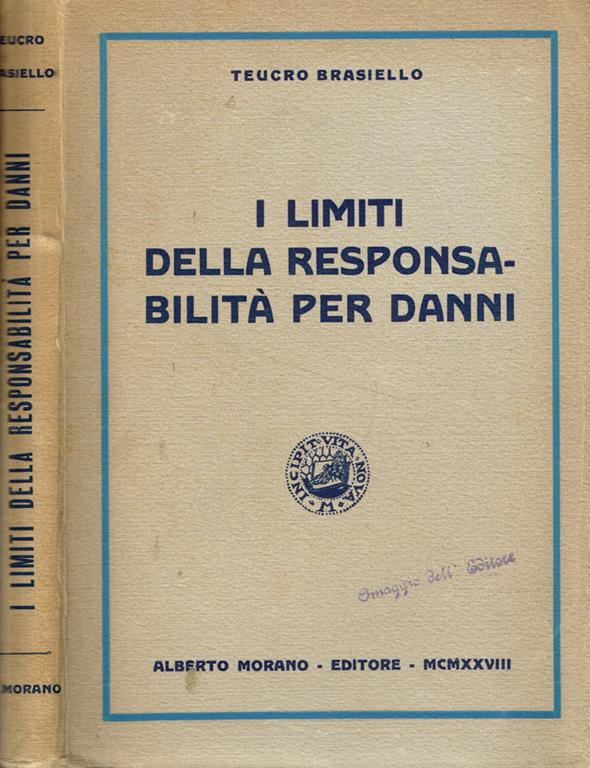 TEUCRO BRASIELLO
I LIMITI
DELLA RESPONSA-
BILITÀ PER DANNI
INCIPIT VITA NOVA
M
Omaggio dell' Editore
ALBERTO MORANO - EDITORE - MCMXXVIII
TEUCRO
BRASIELLO
I LIMITI DELLA RESPONSABILITÀ PER DANNI
MORANO